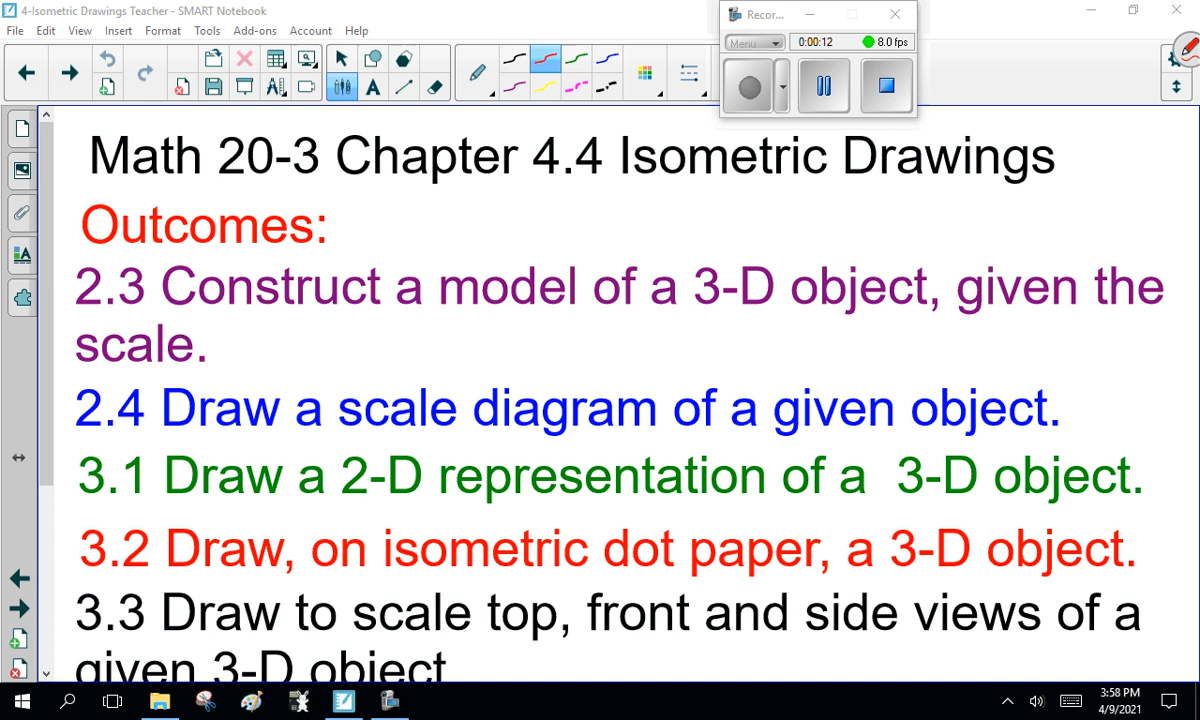 4-Isometric Drawings Teacher - SMART Notebook
Recor...
File Edit View Insert Format Tools Add-ons Account Help
Menu 0:00:12 8.0 fps
Math 20-3 Chapter 4.4 Isometric Drawings
Outcomes:
2.3 Construct a model of a 3-D object, given the
scale.
2.4 Draw a scale diagram of a given object.
3.1 Draw a 2-D representation of a 3-D object.
3.2 Draw, on isometric dot paper, a 3-D object.
3.3 Draw to scale top, front and side views of a
given 3-D object
3:58 PM
4/9/2021